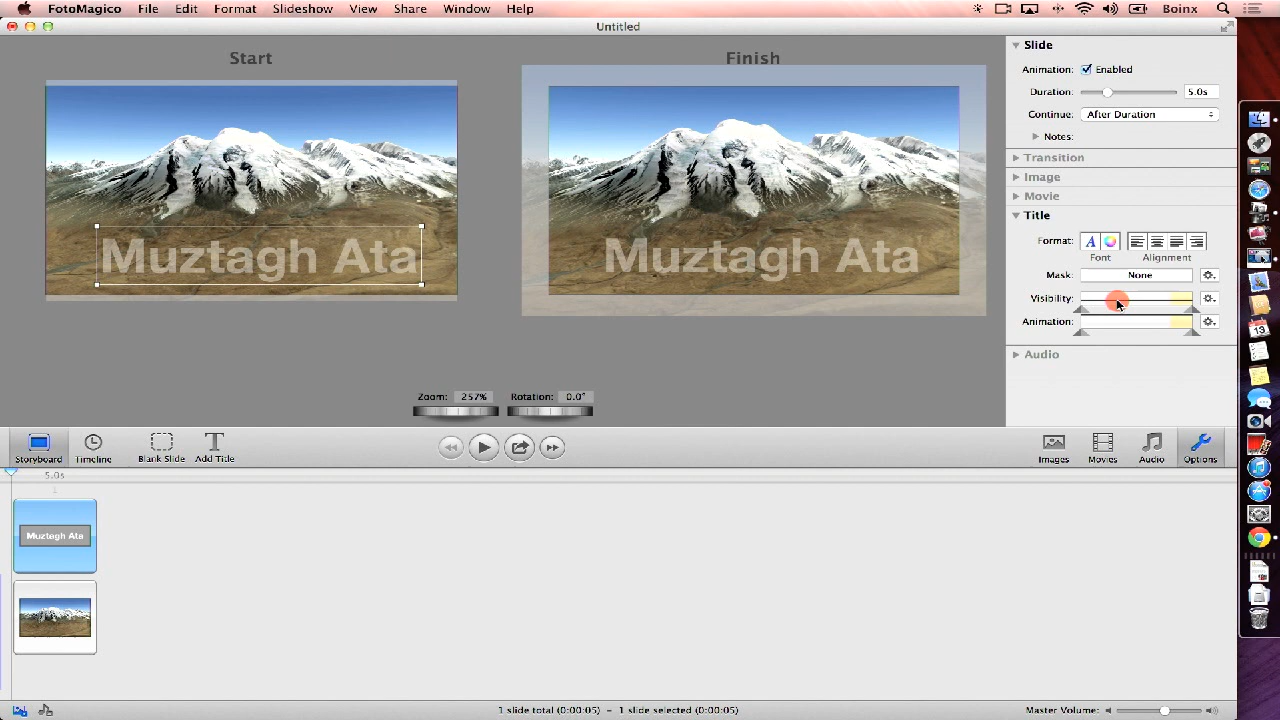 FotoMagico File Edit Format Slideshow View Share Window Help Boinx
Untitled
Start
Finish
Muztagh Ata
Muztagh Ata
Slide
Animation: Enabled
Duration: 5.0s
Continue: After Duration
Notes:
Transition
Image
Movie
Title
Format:
Font Alignment
Mask: None
Visibility:
Animation:
Audio
Zoom: 257% Rotation: 0.0°
Storyboard Timeline Blank Slide Add Title Images Movies Audio Options
5.0s
1
Muztagh Ata
1 slide total (0:00:05) – 1 slide selected (0:00:05)
Master Volume: